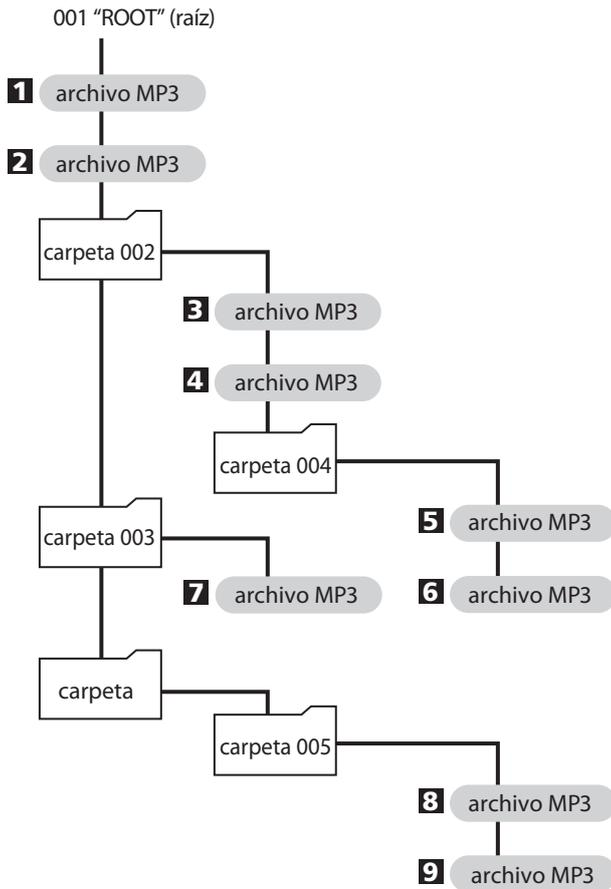 001 “ROOT” (raíz)
1 archivo MP3
2 archivo MP3
carpeta 002
3 archivo MP3
4 archivo MP3
carpeta 004
5 archivo MP3
6 archivo MP3
carpeta 003
7 archivo MP3
carpeta
carpeta 005
8 archivo MP3
9 archivo MP3